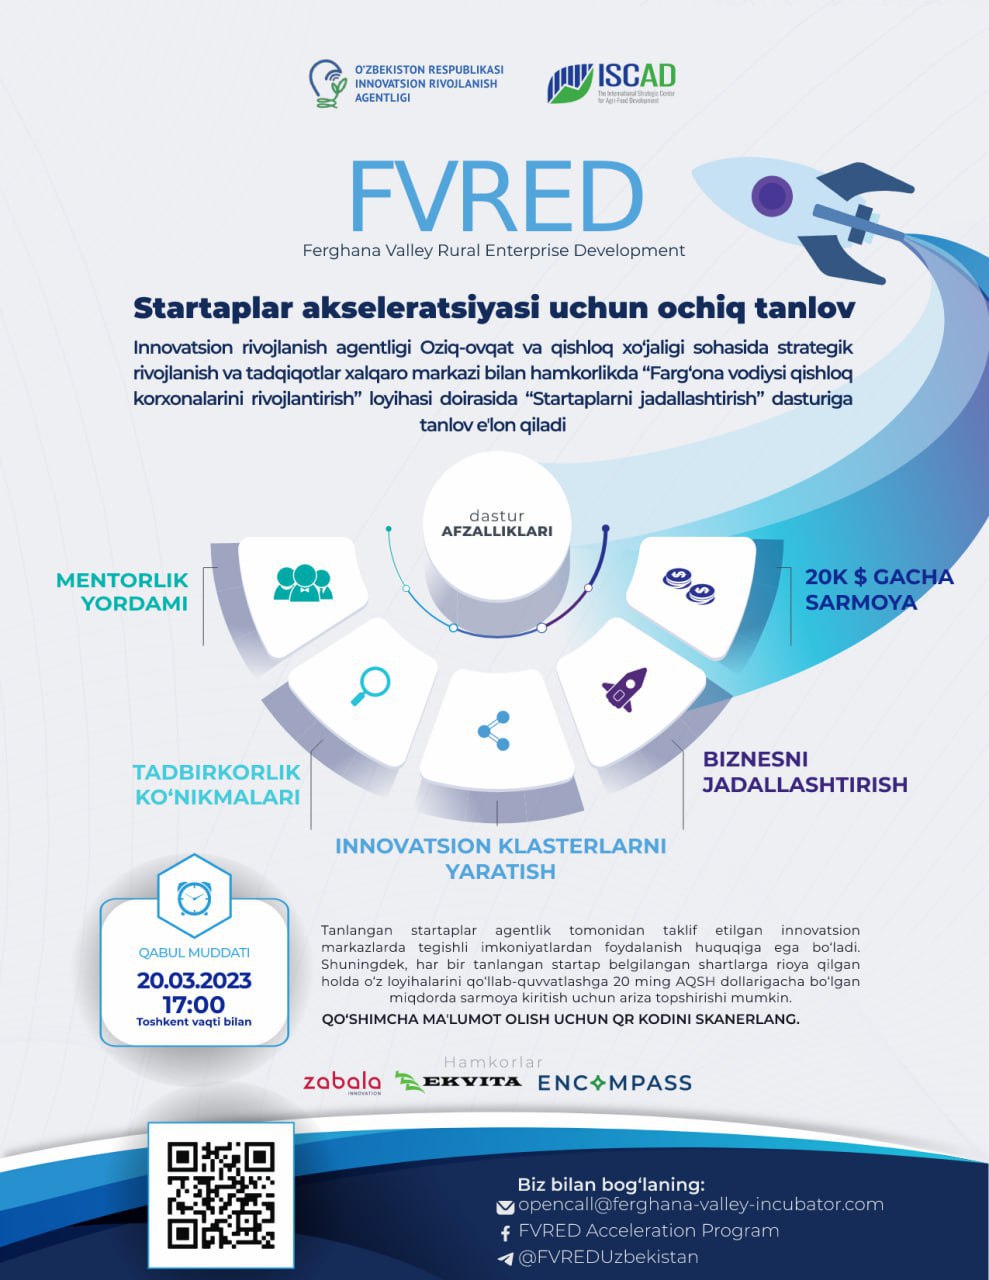 O'ZBEKISTON RESPUBLIKASI
INNOVATSION RIVOJLANISH
AGENTLIGI
ISCAD
The International Strategic Center
for Agri-Food Development
FVRED
Ferghana Valley Rural Enterprise Development
Startaplar akseleratsiyasi uchun ochiq tanlov
Innovatsion rivojlanish agentligi Oziq-ovqat va qishloq xo‘jaligi sohasida strategik
rivojlanish va tadqiqotlar xalqaro markazi bilan hamkorlikda “Farg‘ona vodiysi qishloq
korxonalarini rivojlantirish” loyihasi doirasida “Startaplarni jadallashtirish” dasturiga
tanlov e'lon qiladi
dastur
AFZALLIKLARI
MENTORLIK
YORDAMI
20K $ GACHA
SARMOYA
TADBIRKORLIK
KO‘NIKMALARI
BIZNESNI
JADALLASHTIRISH
INNOVATSION KLASTERLARNI
YARATISH
QABUL MUDDATI
20.03.2023
17:00
Toshkent vaqti bilan
Tanlangan startaplar agentlik tomonidan taklif etilgan innovatsion
markazlarda tegishli imkoniyatlardan foydalanish huquqiga ega bo‘ladi.
Shuningdek, har bir tanlangan startap belgilangan shartlarga rioya qilgan
holda o‘z loyihalarini qo‘llab-quvvatlashga 20 ming AQSH dollarigacha bo‘lgan
miqdorda sarmoya kiritish uchun ariza topshirishi mumkin.
QO‘SHIMCHA MA'LUMOT OLISH UCHUN QR KODINI SKANERLANG.
Hamkorlar
zabala
INNOVATION
EKVITA
ENCOMPASS
Biz bilan bog‘laning:
opencall@ferghana-valley-incubator.com
FVRED Acceleration Program
@FVREDUzbekistan